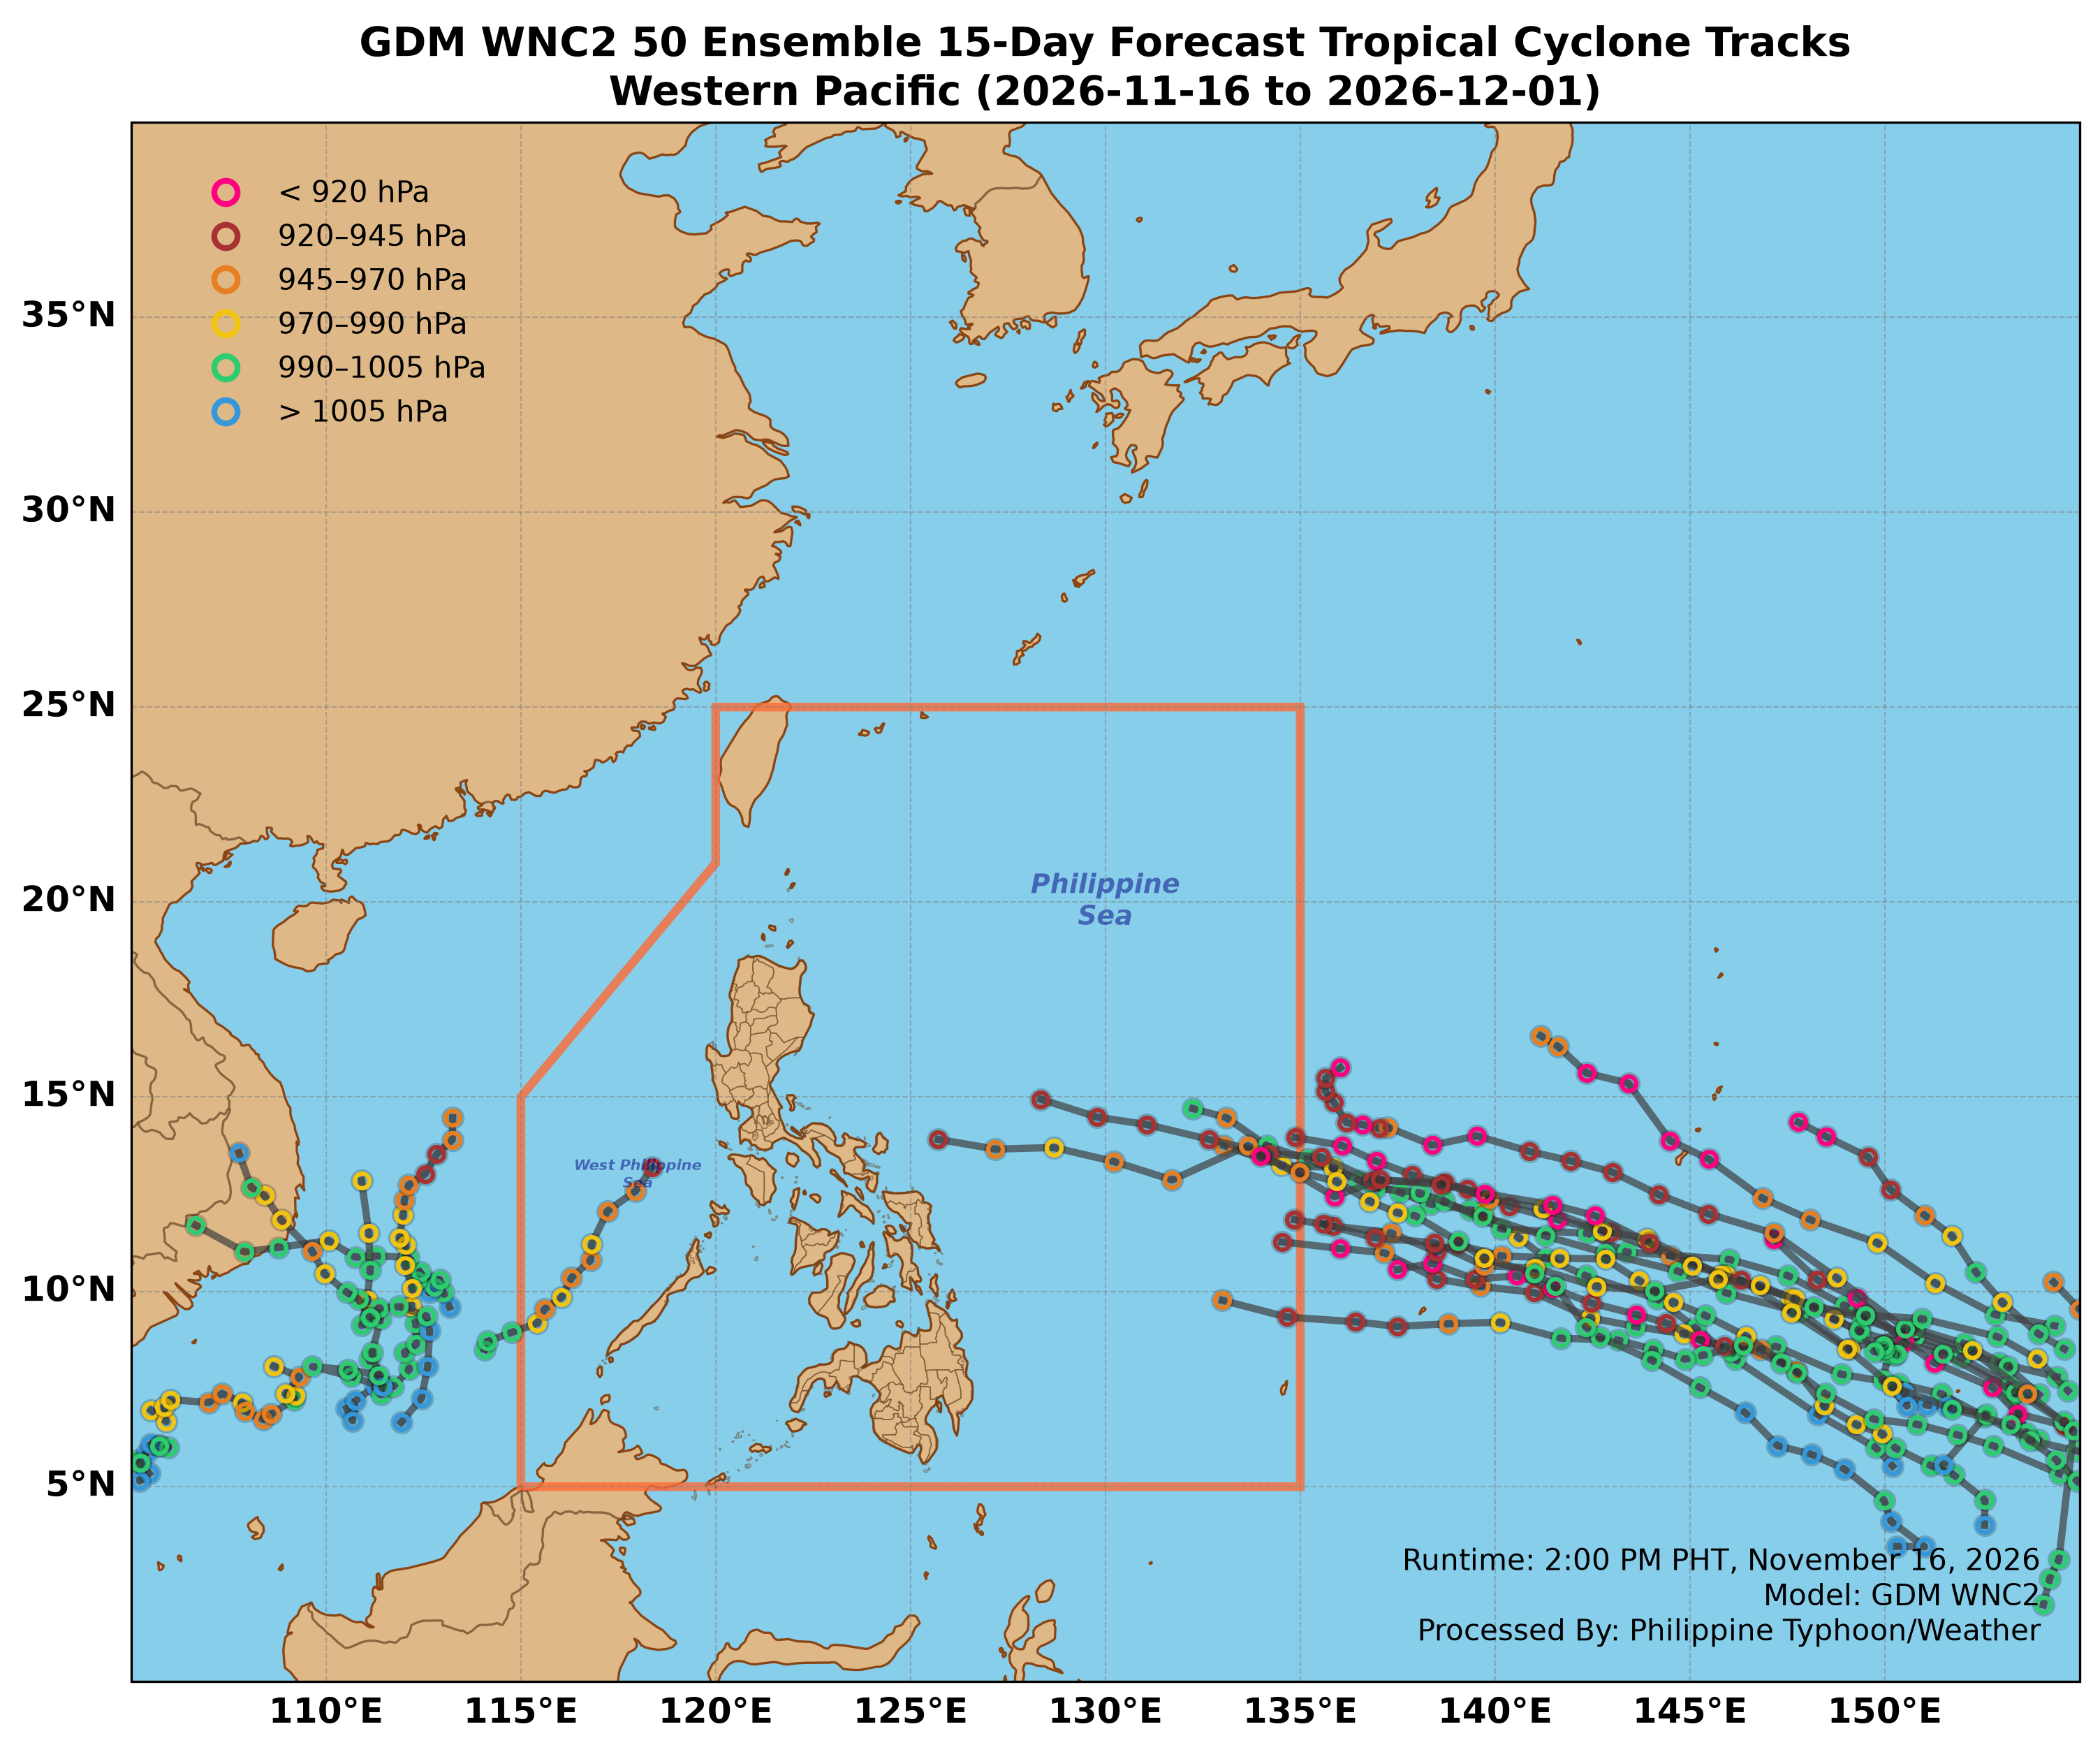 GDM WNC2 50 Ensemble 15-Day Forecast Tropical Cyclone Tracks
Western Pacific (2026-11-16 to 2026-12-01)
< 920 hPa
920–945 hPa
945–970 hPa
970–990 hPa
990–1005 hPa
> 1005 hPa
35°N
30°N
25°N
20°N
15°N
10°N
5°N
Philippine
Sea
West Philippine
Sea
Runtime: 2:00 PM PHT, November 16, 2026
Model: GDM WNC2
Processed By: Philippine Typhoon/Weather
110°E
115°E
120°E
125°E
130°E
135°E
140°E
145°E
150°E